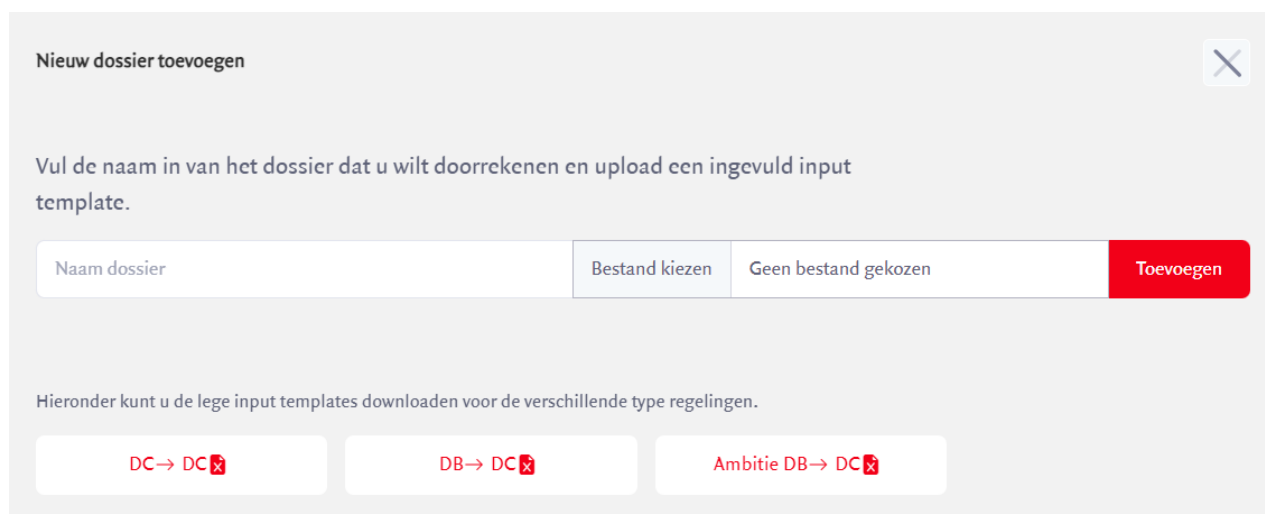 Nieuw dossier toevoegen
Vul de naam in van het dossier dat u wilt doorrekenen en upload een ingevuld input
template.
Naam dossier Bestand kiezen Geen bestand gekozen Toevoegen
Hieronder kunt u de lege input templates downloaden voor de verschillende type regelingen.
DC→ DC DB→ DC Ambitie DB→ DC